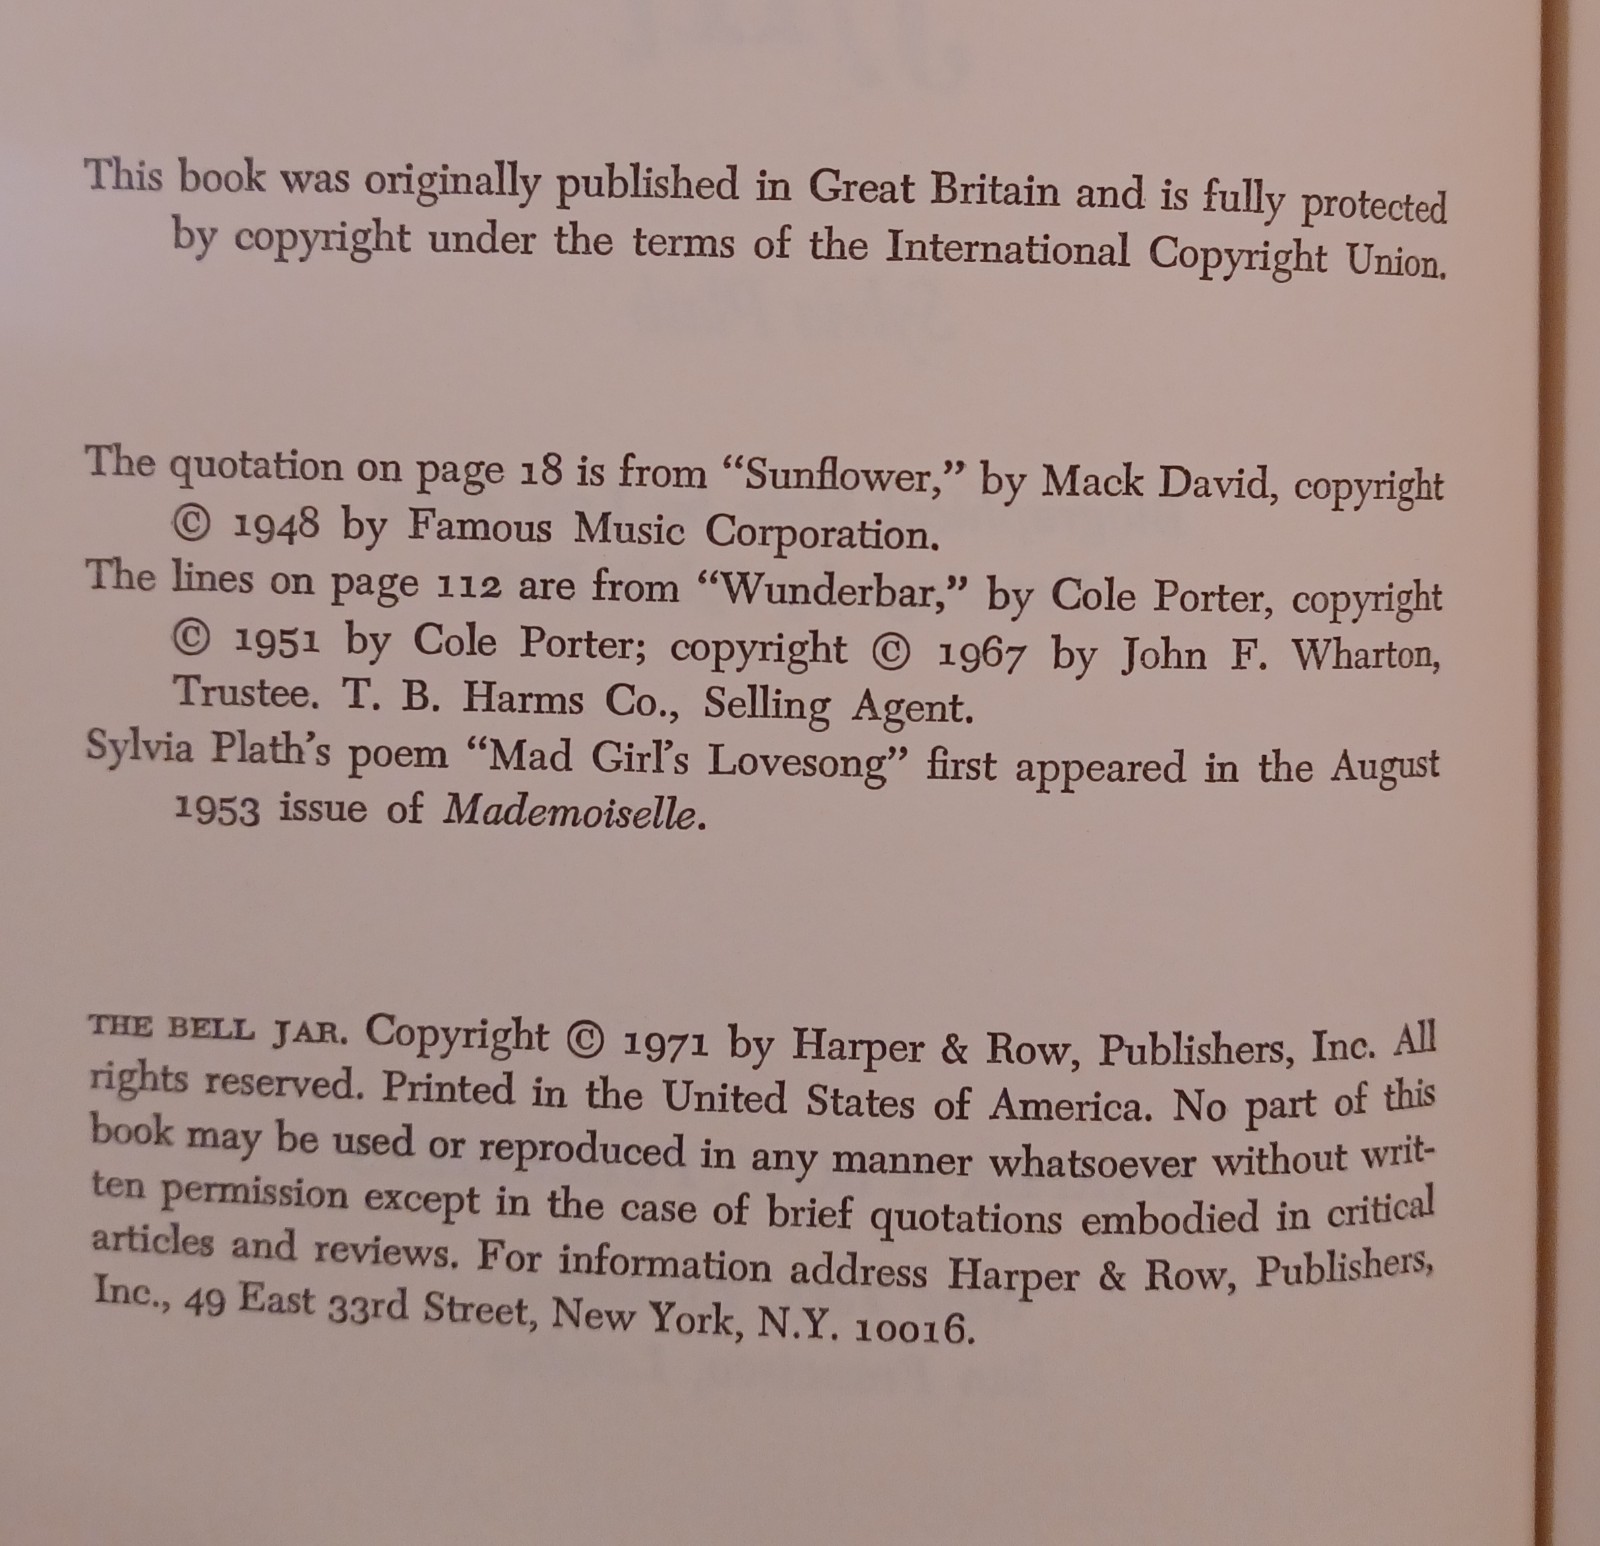 This book was originally published in Great Britain and is fully protected
by copyright under the terms of the International Copyright Union.
The quotation on page 18 is from “Sunflower,” by Mack David, copyright
© 1948 by Famous Music Corporation.
The lines on page 112 are from “Wunderbar,” by Cole Porter, copyright
© 1951 by Cole Porter; copyright © 1967 by John F. Wharton,
Trustee. T. B. Harms Co., Selling Agent.
Sylvia Plath’s poem “Mad Girl’s Lovesong” first appeared in the August
1953 issue of Mademoiselle.
THE BELL JAR. Copyright © 1971 by Harper & Row, Publishers, Inc. All
rights reserved. Printed in the United States of America. No part of this
book may be used or reproduced in any manner whatsoever without writ-
ten permission except in the case of brief quotations embodied in critical
articles and reviews. For information address Harper & Row, Publishers,
Inc., 49 East 33rd Street, New York, N.Y. 10016.